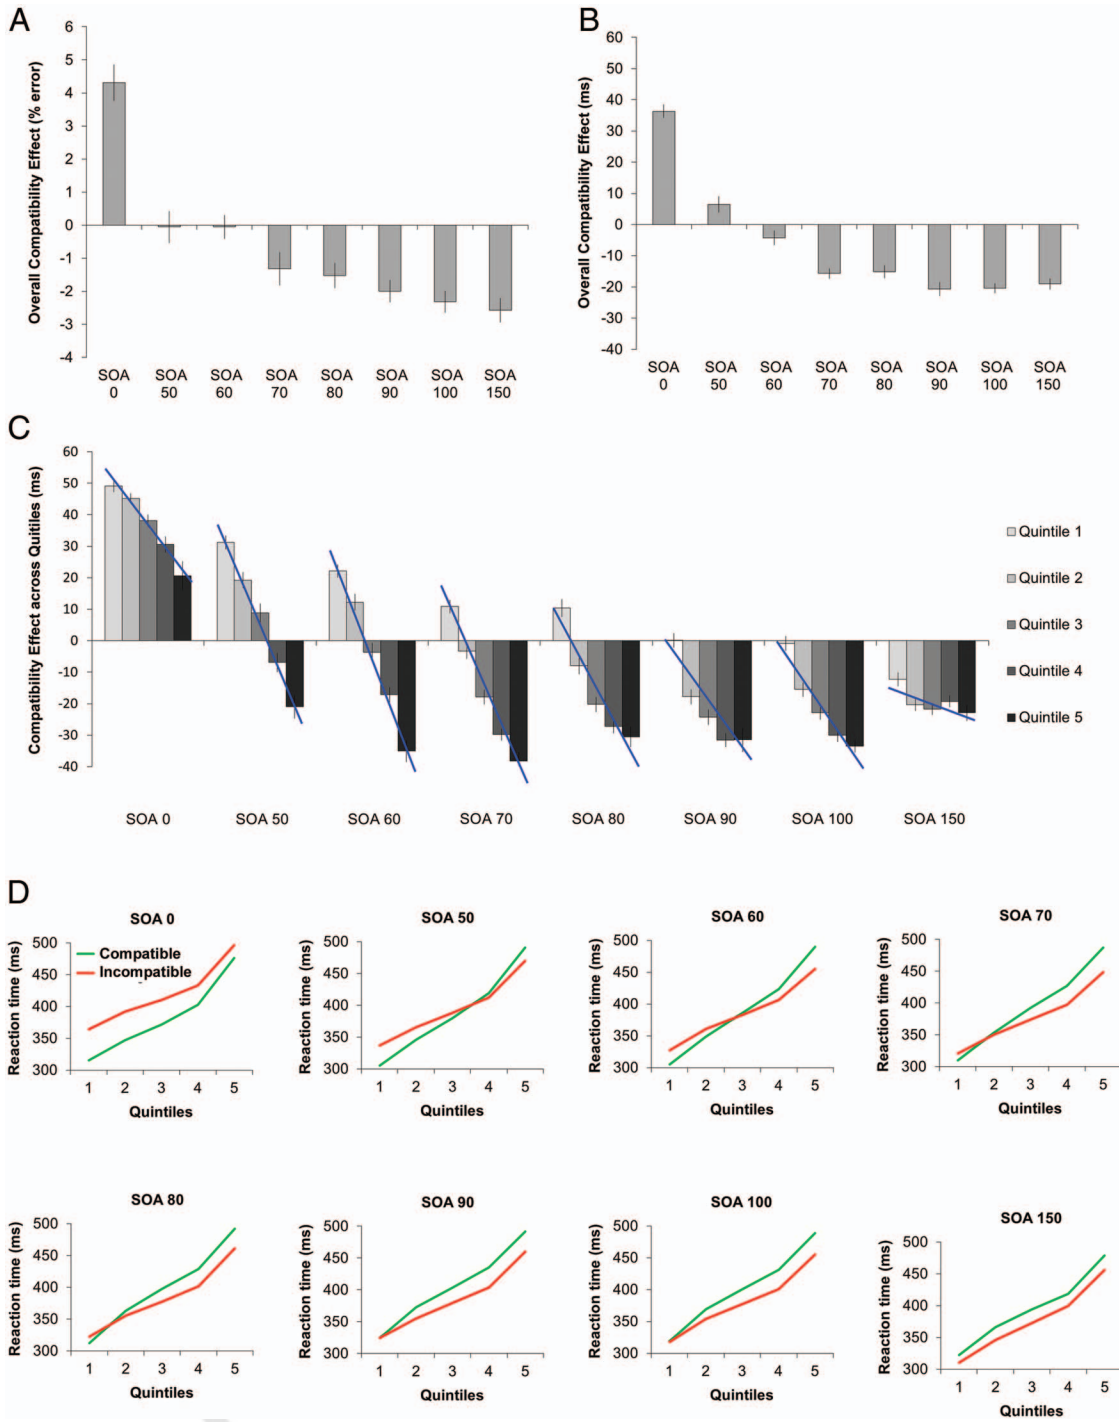 A
Overall Compatibility Effect (% error)
6
5
4
3
2
1
0
-1
-2
-3
-4
SOA 0
SOA 50
SOA 60
SOA 70
SOA 80
SOA 90
SOA 100
SOA 150
B
Overall Compatibility Effect (ms)
60
50
40
30
20
10
0
-10
-20
-30
-40
SOA 0
SOA 50
SOA 60
SOA 70
SOA 80
SOA 90
SOA 100
SOA 150
C
Compatibility Effect across Quitiles (ms)
60
50
40
30
20
10
0
-10
-20
-30
-40
SOA 0
SOA 50
SOA 60
SOA 70
SOA 80
SOA 90
SOA 100
SOA 150
Quintile 1
Quintile 2
Quintile 3
Quintile 4
Quintile 5
D
SOA 0
Reaction time (ms)
500
450
400
350
300
Compatible
Incompatible
1 2 3 4 5
Quintiles
SOA 50
Reaction time (ms)
500
450
400
350
300
1 2 3 4 5
Quintiles
SOA 60
Reaction time (ms)
500
450
400
350
300
1 2 3 4 5
Quintiles
SOA 70
Reaction time (ms)
500
450
400
350
300
1 2 3 4 5
Quintiles
SOA 80
Reaction time (ms)
500
450
400
350
300
1 2 3 4 5
Quintiles
SOA 90
Reaction time (ms)
500
450
400
350
300
1 2 3 4 5
Quintiles
SOA 100
Reaction time (ms)
500
450
400
350
300
1 2 3 4 5
Quintiles
SOA 150
Reaction time (ms)
500
450
400
350
300
1 2 3 4 5
Quintiles